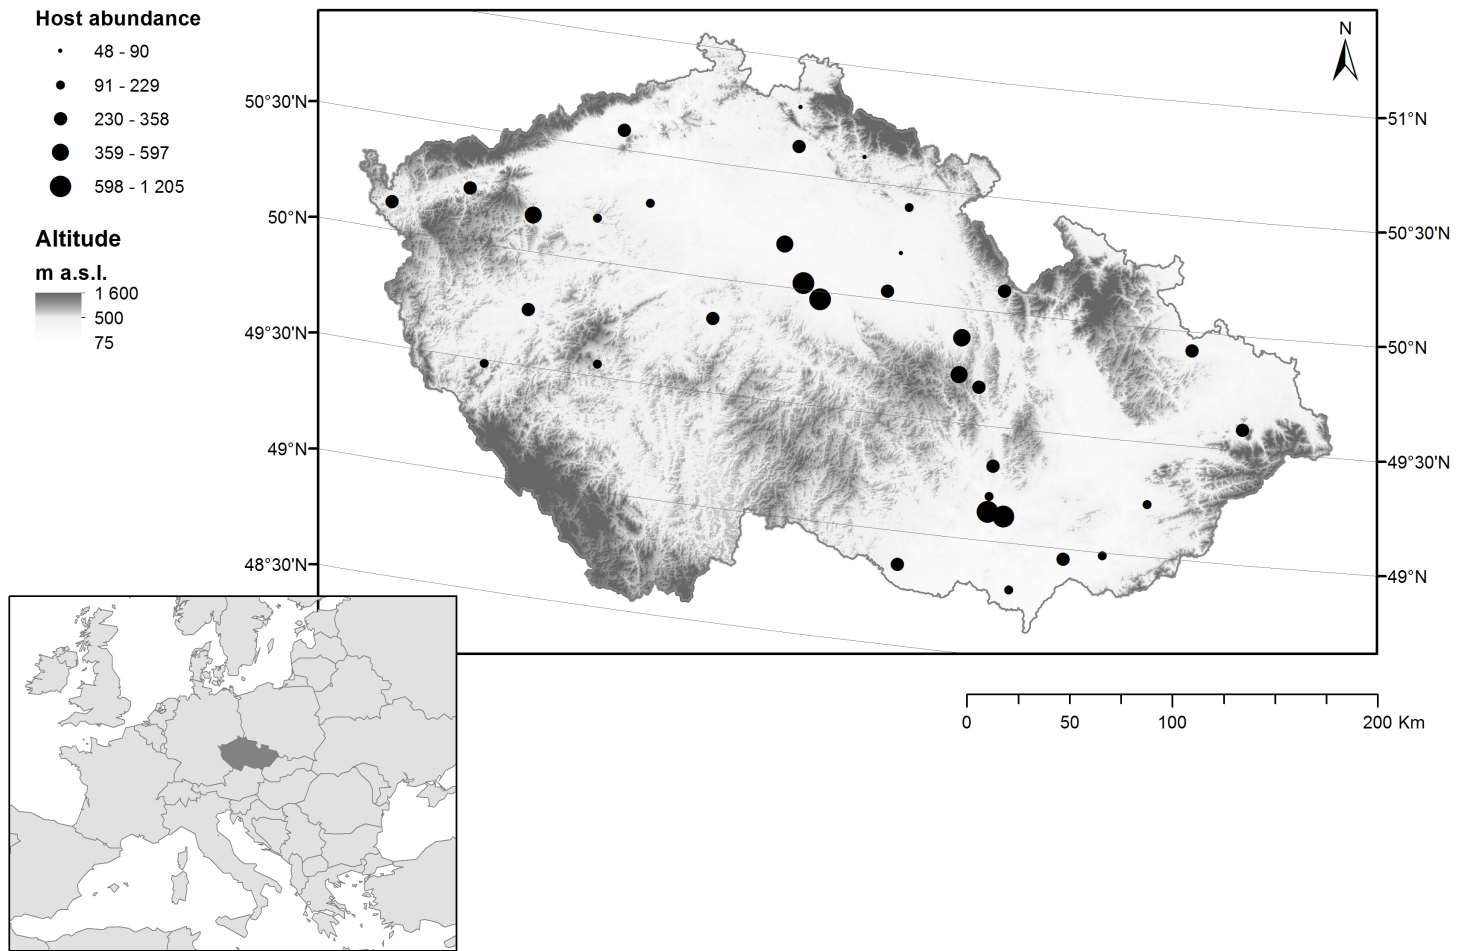 Host abundance
48 - 90
91 - 229
230 - 358
359 - 597
598 - 1 205
Altitude
m a.s.l.
1 600
500
75
N
50°30'N
50°N
49°30'N
49°N
48°30'N
51°N
50°30'N
50°N
49°30'N
49°N
0
50
100
200 Km